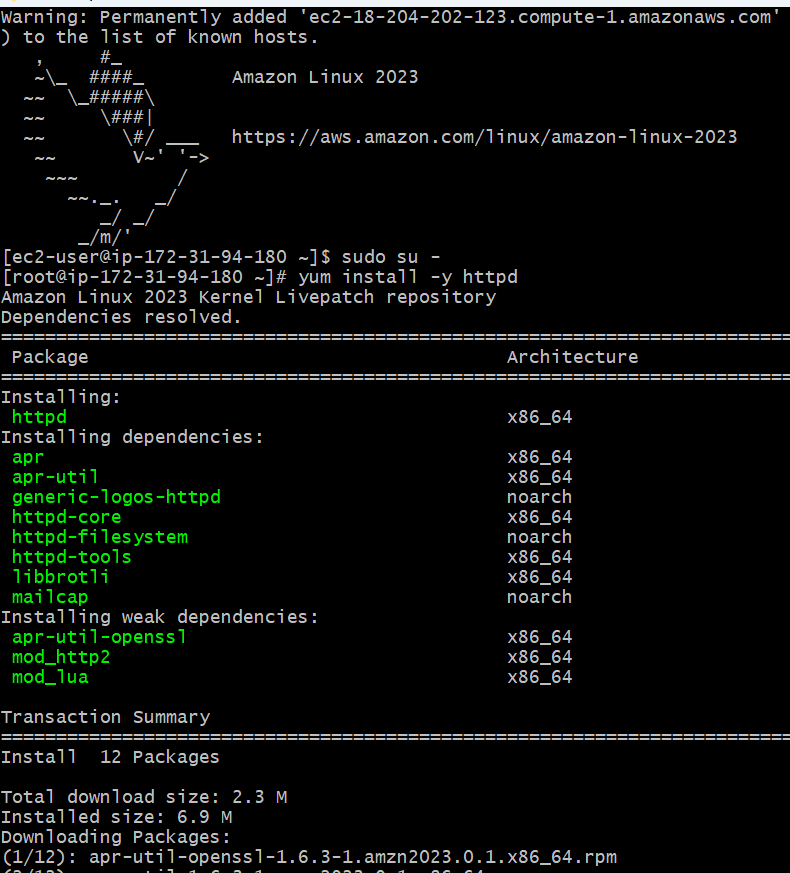 Warning: Permanently added 'ec2-18-204-202-123.compute-1.amazonaws.com'
) to the list of known hosts.
   ,     #_
   ~\_  ####_        Amazon Linux 2023
  ~~  \_#####\
  ~~     \###|
  ~~       \#/ ___   https://aws.amazon.com/linux/amazon-linux-2023
   ~~       V~' '->
    ~~~         /
      ~~._.   _/
         _/ _/
       _/m/'
[ec2-user@ip-172-31-94-180 ~]$ sudo su -
[root@ip-172-31-94-180 ~]# yum install -y httpd
Amazon Linux 2023 Kernel Livepatch repository
Dependencies resolved.
========================================================================
 Package                                      Architecture
========================================================================
Installing:
 httpd                                        x86_64
Installing dependencies:
 apr                                          x86_64
 apr-util                                     x86_64
 generic-logos-httpd                          noarch
 httpd-core                                   x86_64
 httpd-filesystem                             noarch
 httpd-tools                                  x86_64
 libbrotli                                    x86_64
 mailcap                                      noarch
Installing weak dependencies:
 apr-util-openssl                             x86_64
 mod_http2                                    x86_64
 mod_lua                                      x86_64

Transaction Summary
========================================================================
Install  12 Packages

Total download size: 2.3 M
Installed size: 6.9 M
Downloading Packages:
(1/12): apr-util-openssl-1.6.3-1.amzn2023.0.1.x86_64.rpm